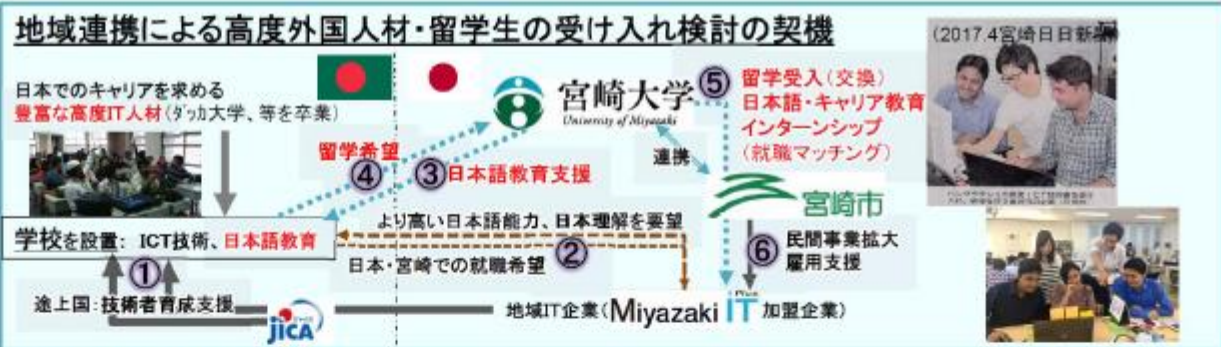 地域連携による高度外国人材・留学生の受け入れ検討の契機
(2017.4宮崎日日新聞)
日本でのキャリアを求める
豊富な高度IT人材(ダッカ大学、等を卒業)
宮崎大学
University of Miyazaki
⑤
留学受入(交換)
日本語・キャリア教育
インターンシップ
(就職マッチング)
留学希望
④
③
日本語教育支援
連携
宮崎市
学校を設置: ICT技術、日本語教育
より高い日本語能力、日本理解を要望
②
日本・宮崎での就職希望
⑥
民間事業拡大
雇用支援
①
途上国:技術者育成支援
JICA
地域IT企業(Miyazaki IT Plus 加盟企業)